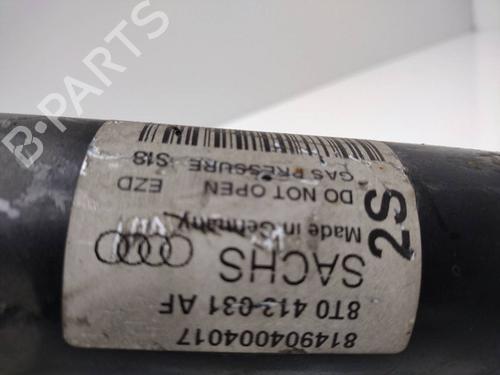 B-PARTS
814904004017
8T0 413 031 AF
SACHS
Made in Germany
DO NOT OPEN EZD
GAS PRESSURE S18
2S